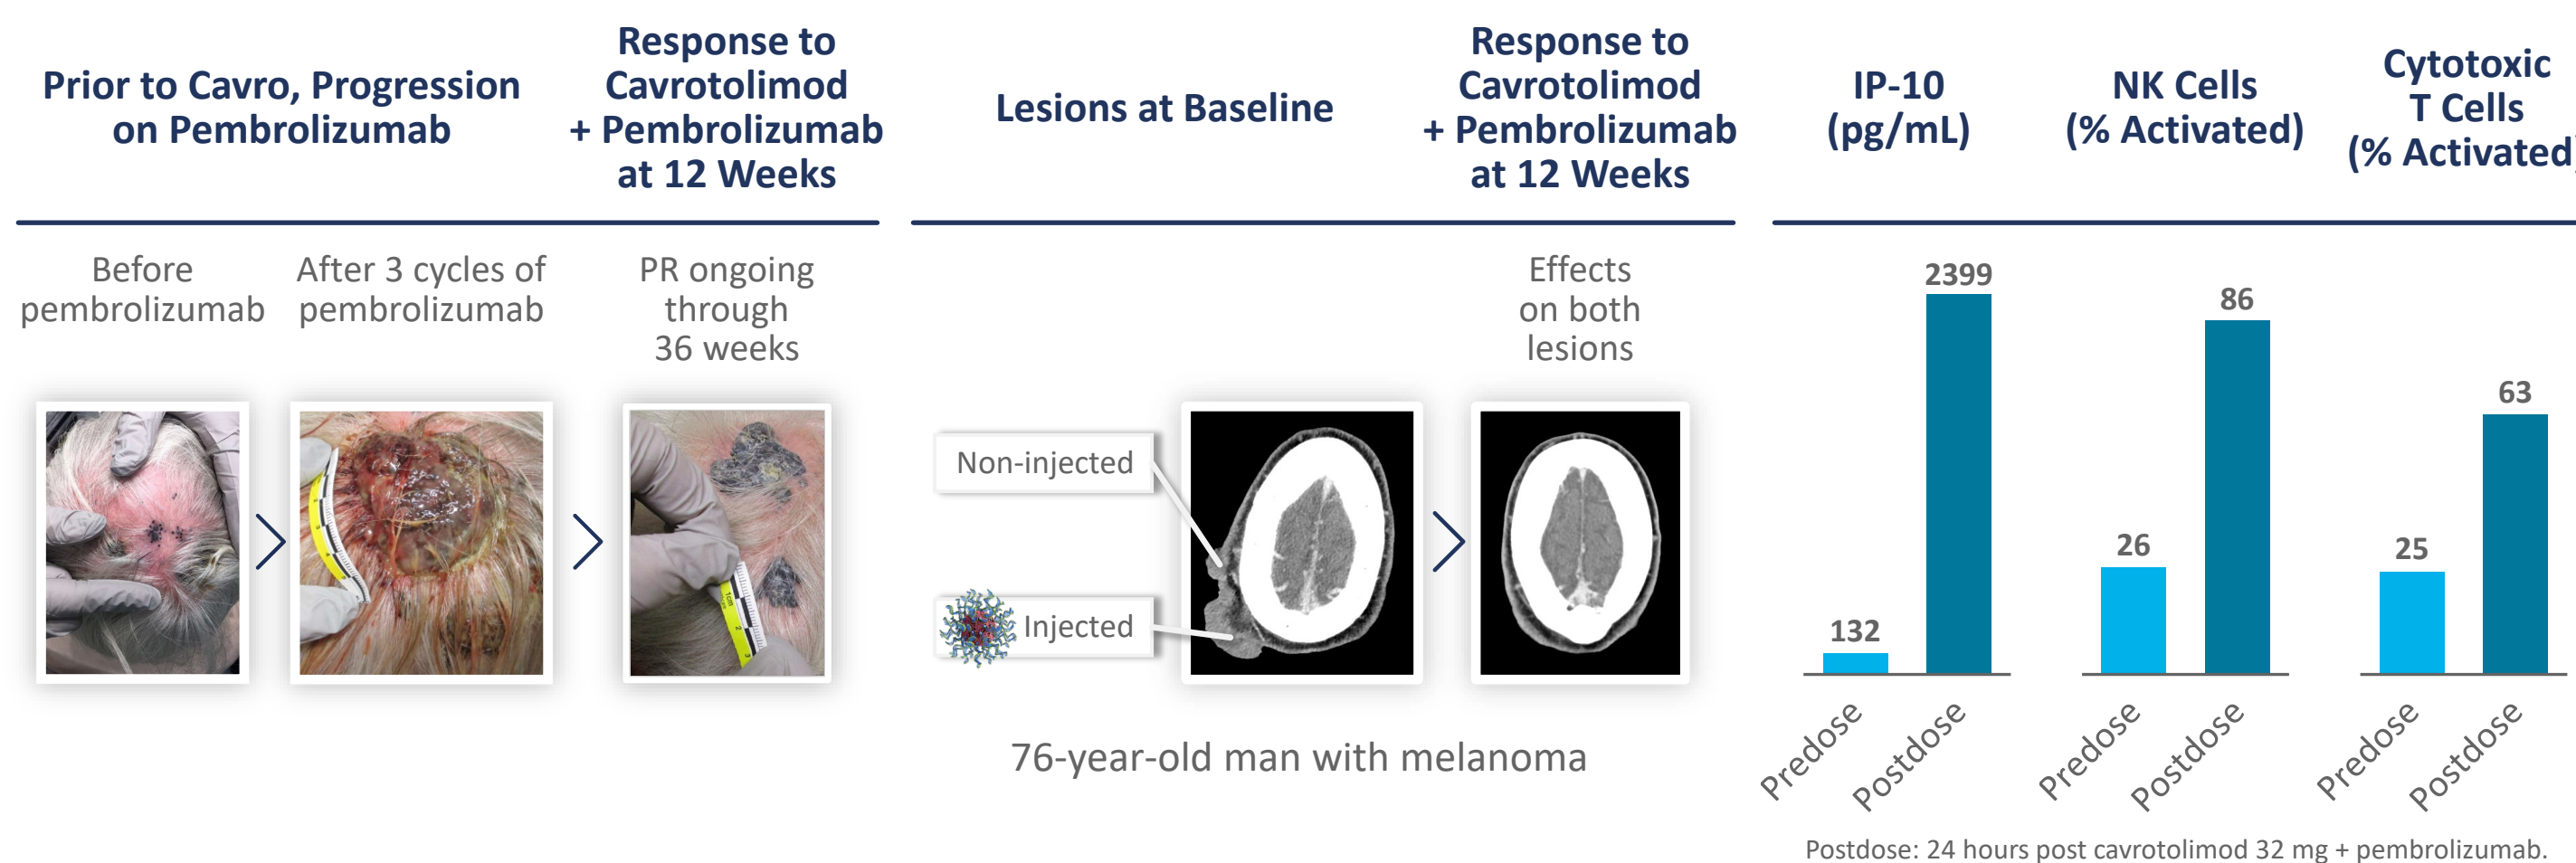 Prior to Cavro, Progression
on Pembrolizumab
Response to
Cavrotolimod
+ Pembrolizumab
at 12 Weeks
Before
pembrolizumab
After 3 cycles of
pembrolizumab
PR ongoing
through
36 weeks
Lesions at Baseline
Response to
Cavrotolimod
+ Pembrolizumab
at 12 Weeks
Effects
on both
lesions
Non-injected
Injected
76-year-old man with melanoma
IP-10
(pg/mL)
132
2399
Predose
Postdose
NK Cells
(% Activated)
26
86
Predose
Postdose
Cytotoxic
T Cells
(% Activated)
25
63
Predose
Postdose
Postdose: 24 hours post cavrotolimod 32 mg + pembrolizumab.